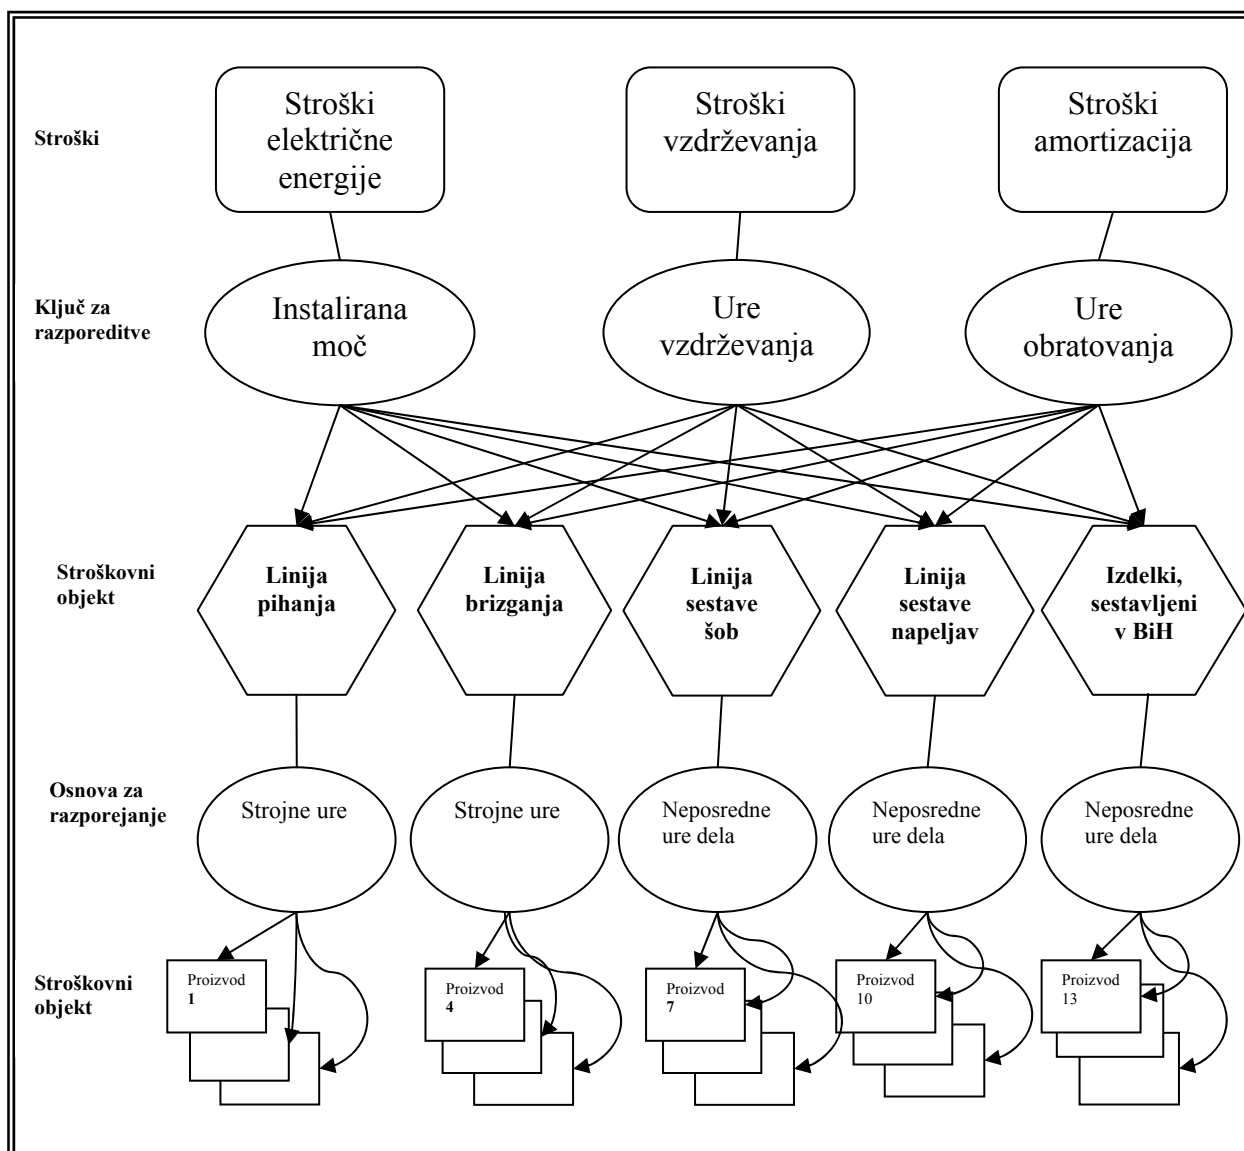 Stroški
Stroški
električne
energije
Stroški
vzdrževanja
Stroški
amortizacija
Ključ za
razporeditve
Instalirana
moč
Ure
vzdrževanja
Ure
obratovanja
Stroškovni
objekt
Linija
pihanja
Linija
brizganja
Linija
sestave
šob
Linija
sestave
napeljav
Izdelki,
sestavljeni
v BiH
Osnova za
razporejanje
Strojne ure
Strojne ure
Neposredne
ure dela
Neposredne
ure dela
Neposredne
ure dela
Stroškovni
objekt
Proizvod
1
Proizvod
4
Proizvod
7
Proizvod
10
Proizvod
13